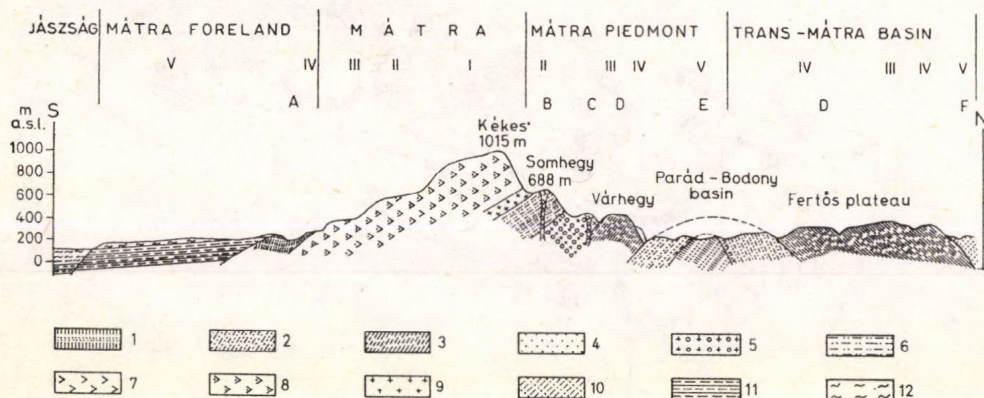 JÁSZSÁG MÁTRA FORELAND MÁTRA MÁTRA PIEDMONT TRANS-MÁTRA BASIN
V IV III II I II III IV V IV III IV V
A B C D E D F
m S N
a.s.l.
Kékes
1015 m
1000
800
600
400
200
0
Somhegy
688 m
Várhegy
Parád - Bodony
basin
Fertős plateau
1 2 3 4 5 6
7 8 9 10 11 12